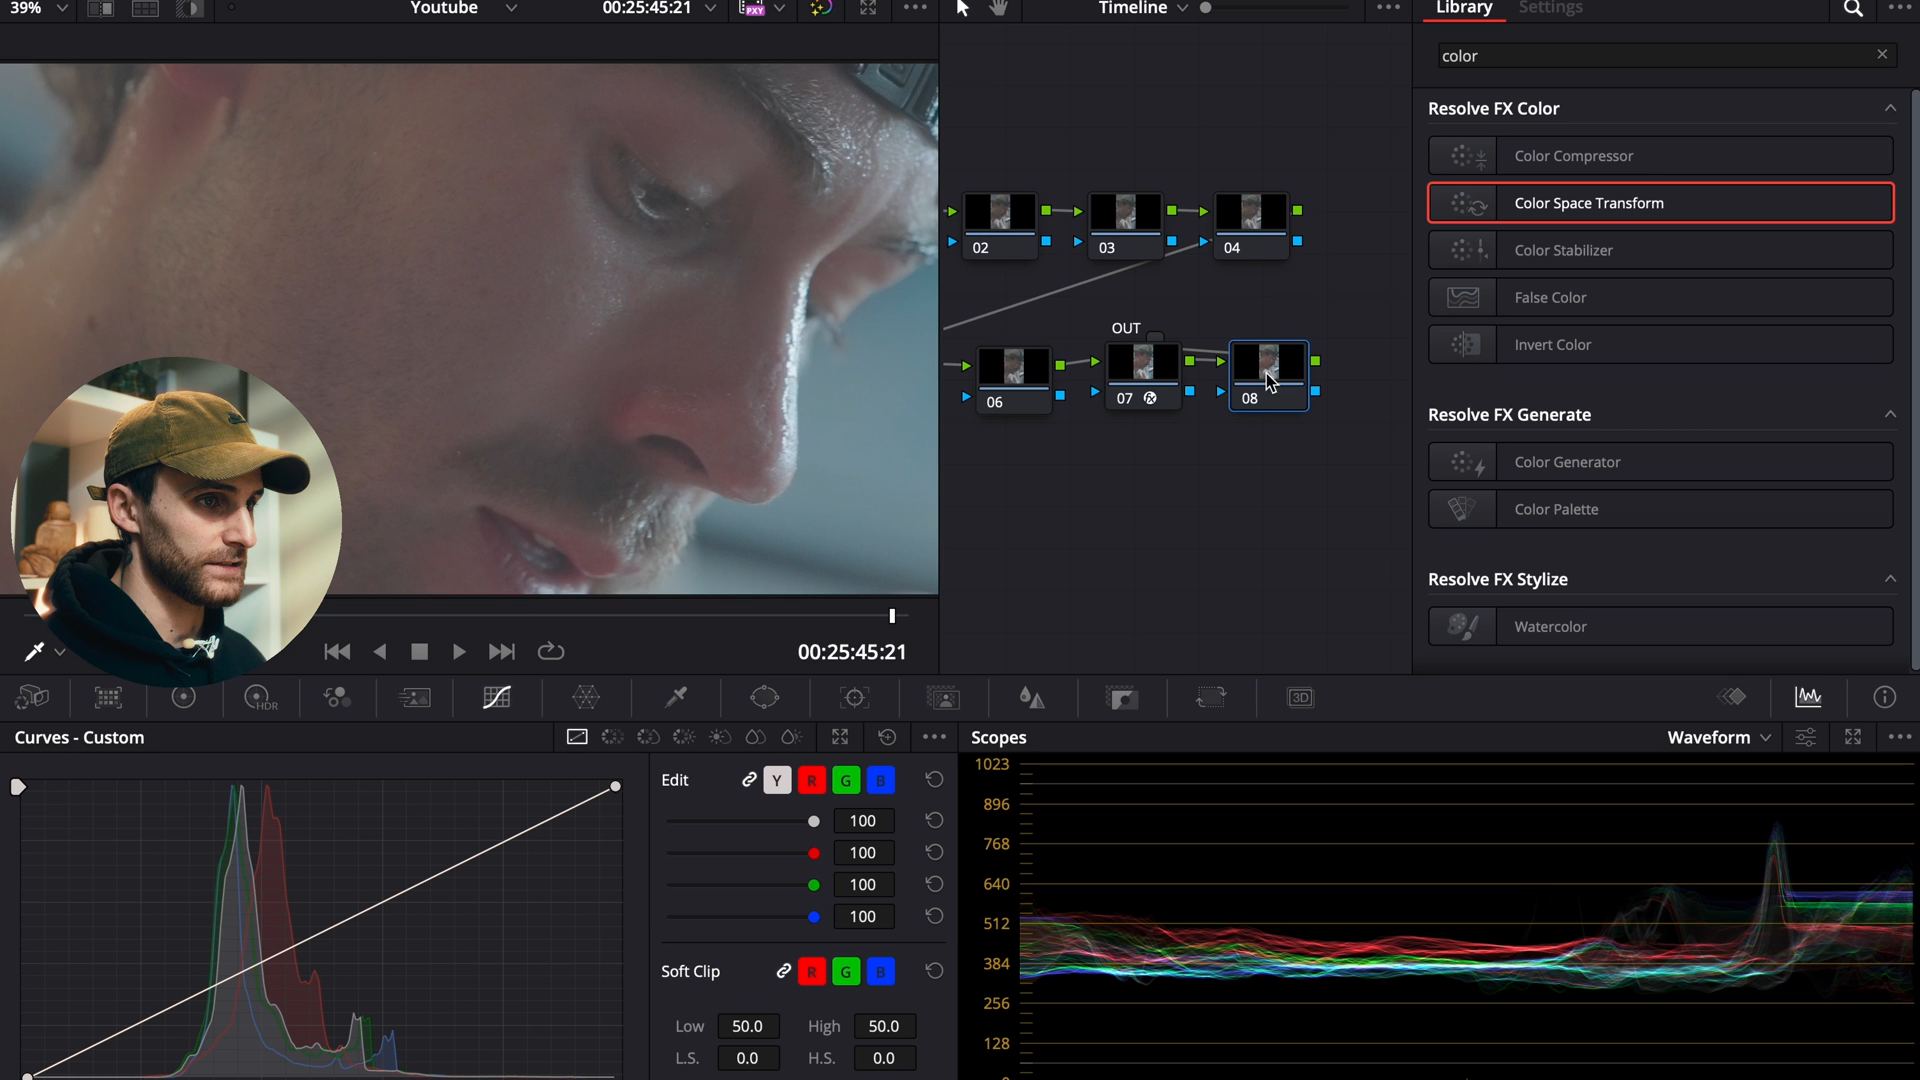 39%
Youtube
00:25:45:21
PXY
Timeline
Library
Settings
color
Resolve FX Color
Color Compressor
Color Space Transform
Color Stabilizer
False Color
Invert Color
Resolve FX Generate
Color Generator
Color Palette
Resolve FX Stylize
Watercolor
02
03
04
OUT
06
07
08
00:25:45:21
HDR
3D
Curves - Custom
Edit
Y R G B
100
100
100
100
Soft Clip
R G B
Low 50.0 High 50.0
L.S. 0.0 H.S. 0.0
Scopes
Waveform
1023
896
768
640
512
384
256
128